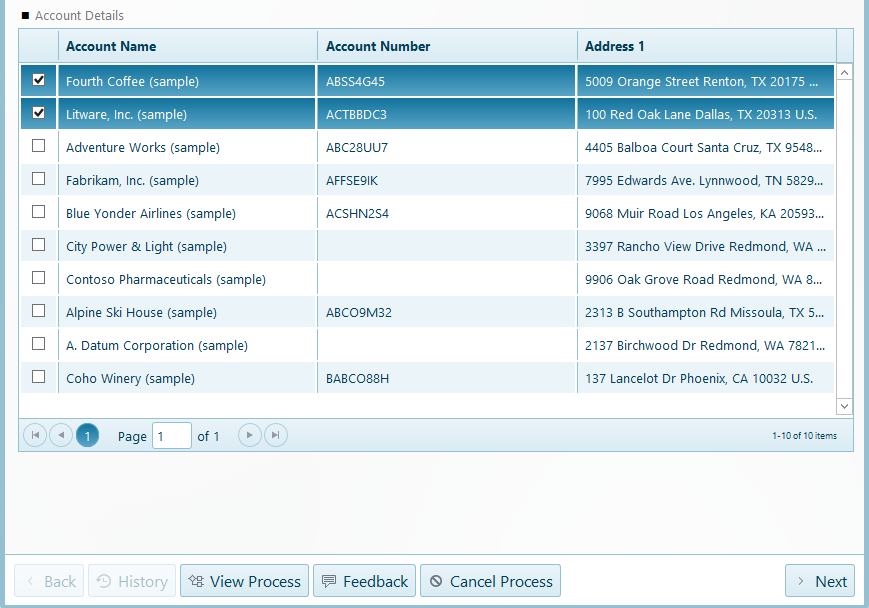 Account Details
Account Name Account Number Address 1
Fourth Coffee (sample) ABSS4G45 5009 Orange Street Renton, TX 20175 ...
Litware, Inc. (sample) ACTBBDC3 100 Red Oak Lane Dallas, TX 20313 U.S.
Adventure Works (sample) ABC28UU7 4405 Balboa Court Santa Cruz, TX 9548...
Fabrikam, Inc. (sample) AFFSE9IK 7995 Edwards Ave. Lynnwood, TN 5829...
Blue Yonder Airlines (sample) ACSHN2S4 9068 Muir Road Los Angeles, KA 20593...
City Power & Light (sample) 3397 Rancho View Drive Redmond, WA ...
Contoso Pharmaceuticals (sample) 9906 Oak Grove Road Redmond, WA 8...
Alpine Ski House (sample) ABCO9M32 2313 B Southampton Rd Missoula, TX 5...
A. Datum Corporation (sample) 2137 Birchwood Dr Redmond, WA 7821...
Coho Winery (sample) BABCO88H 137 Lancelot Dr Phoenix, CA 10032 U.S.
1 Page 1 of 1 1-10 of 10 items
Back History View Process Feedback Cancel Process Next